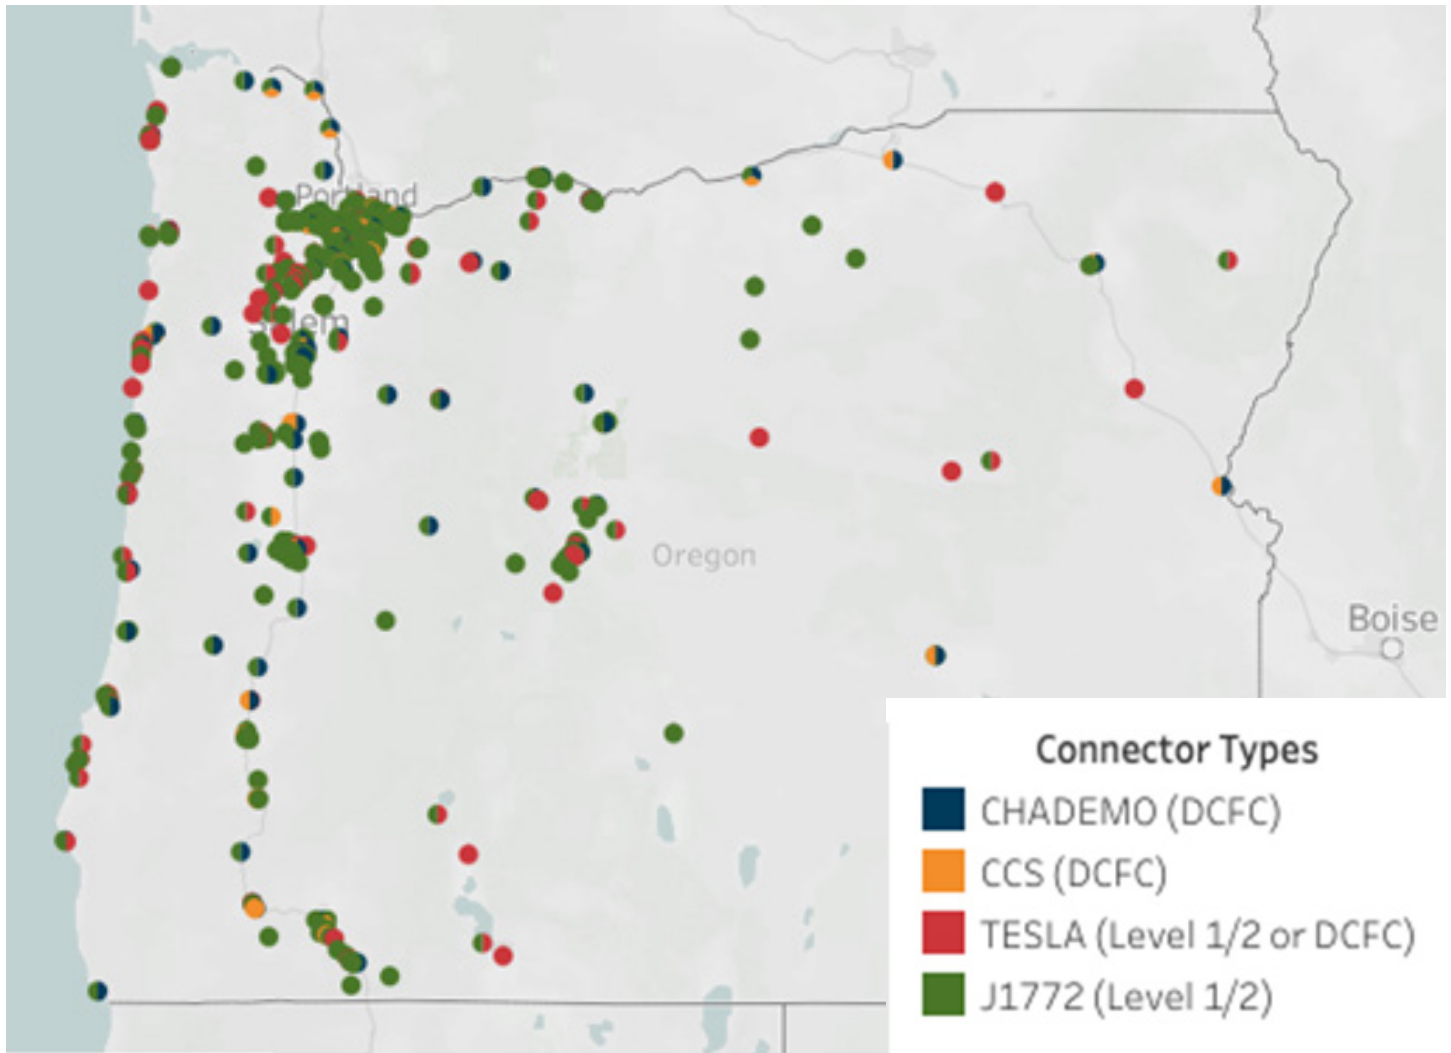 Portland
Salem
Oregon
Boise
Connector Types
CHADEMO (DCFC)
CCS (DCFC)
TESLA (Level 1/2 or DCFC)
J1772 (Level 1/2)